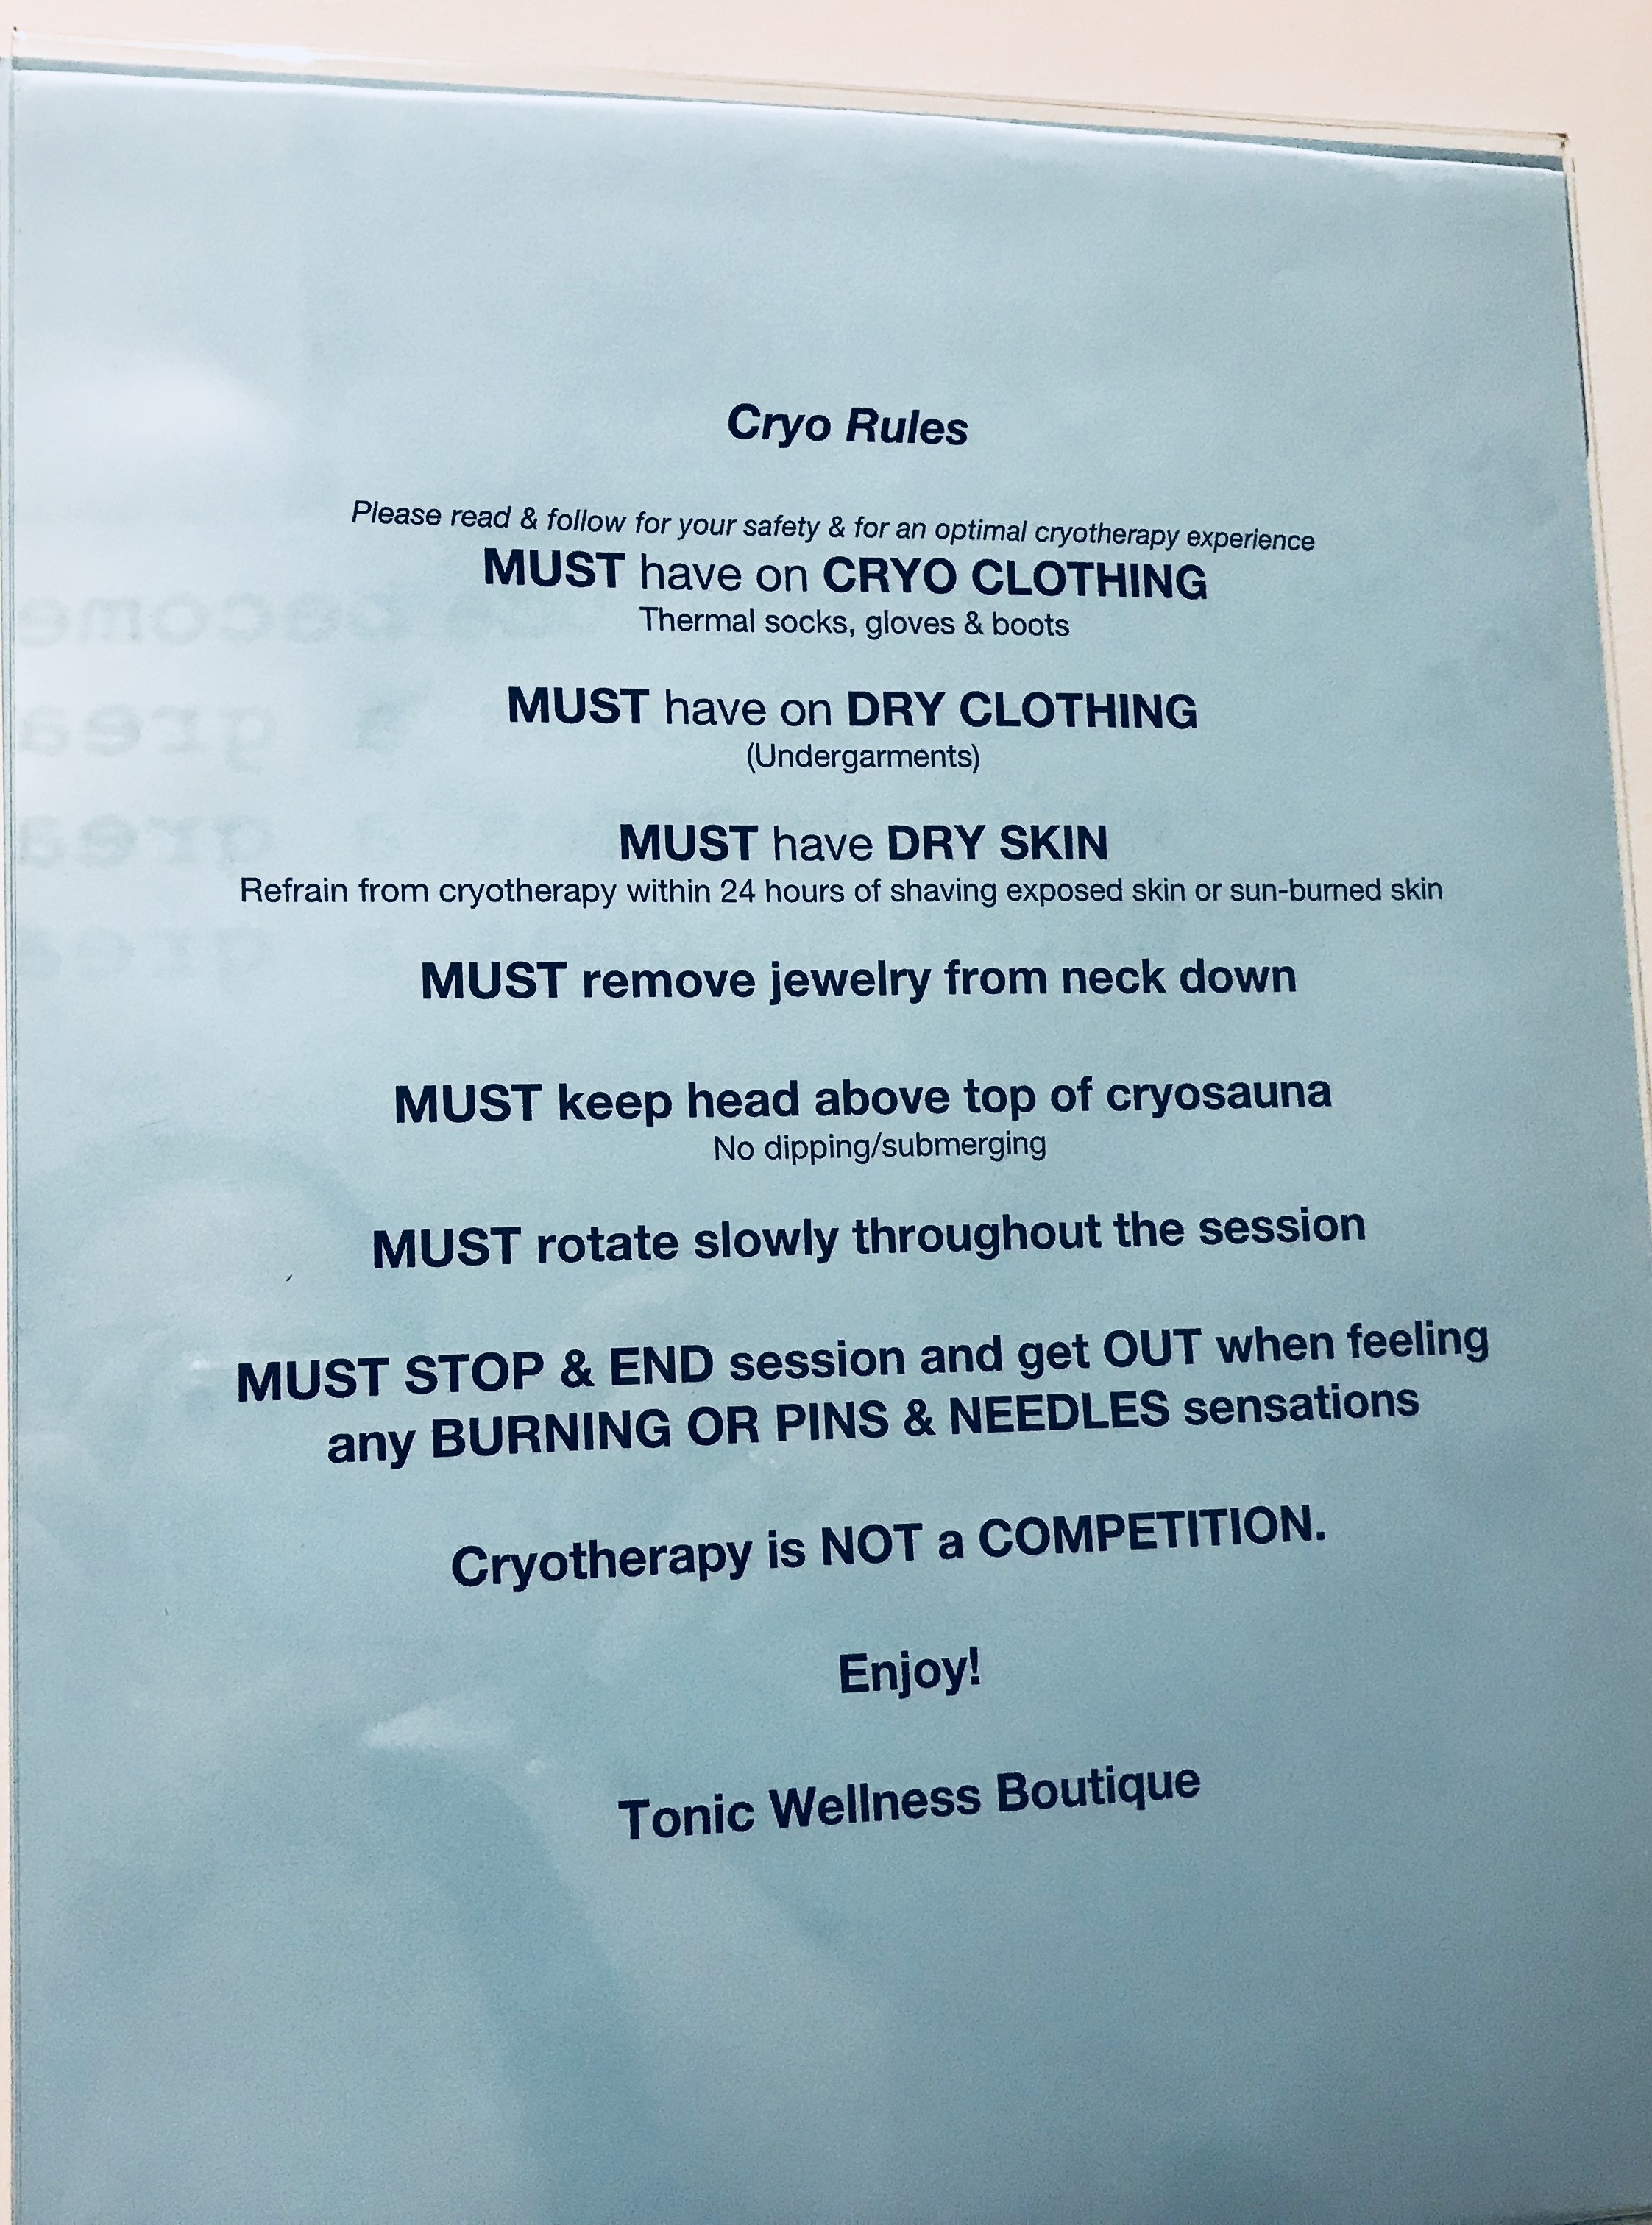 Cryo Rules
Please read & follow for your safety & for an optimal cryotherapy experience
MUST have on CRYO CLOTHING
Thermal socks, gloves & boots
MUST have on DRY CLOTHING
(Undergarments)
MUST have DRY SKIN
Refrain from cryotherapy within 24 hours of shaving exposed skin or sun-burned skin
MUST remove jewelry from neck down
MUST keep head above top of cryosauna
No dipping/submerging
MUST rotate slowly throughout the session
MUST STOP & END session and get OUT when feeling
any BURNING OR PINS & NEEDLES sensations
Cryotherapy is NOT a COMPETITION.
Enjoy!
Tonic Wellness Boutique